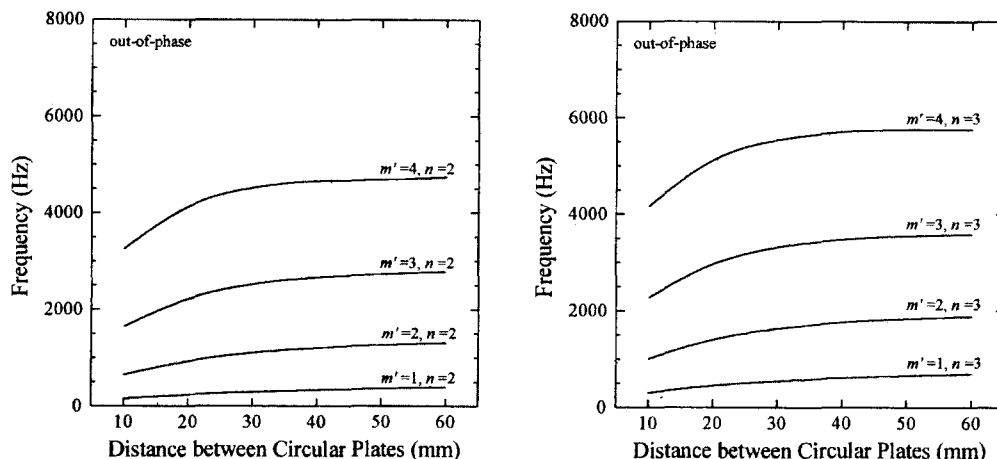 8000
out-of-phase
6000
m'=4, n=2
4000
m'=3, n=2
2000
m'=2, n=2
m'=1, n=2
0
10 20 30 40 50 60
Frequency (Hz)
Distance between Circular Plates (mm)
8000
out-of-phase
6000
m'=4, n=3
4000
m'=3, n=3
2000
m'=2, n=3
m'=1, n=3
0
10 20 30 40 50 60
Frequency (Hz)
Distance between Circular Plates (mm)